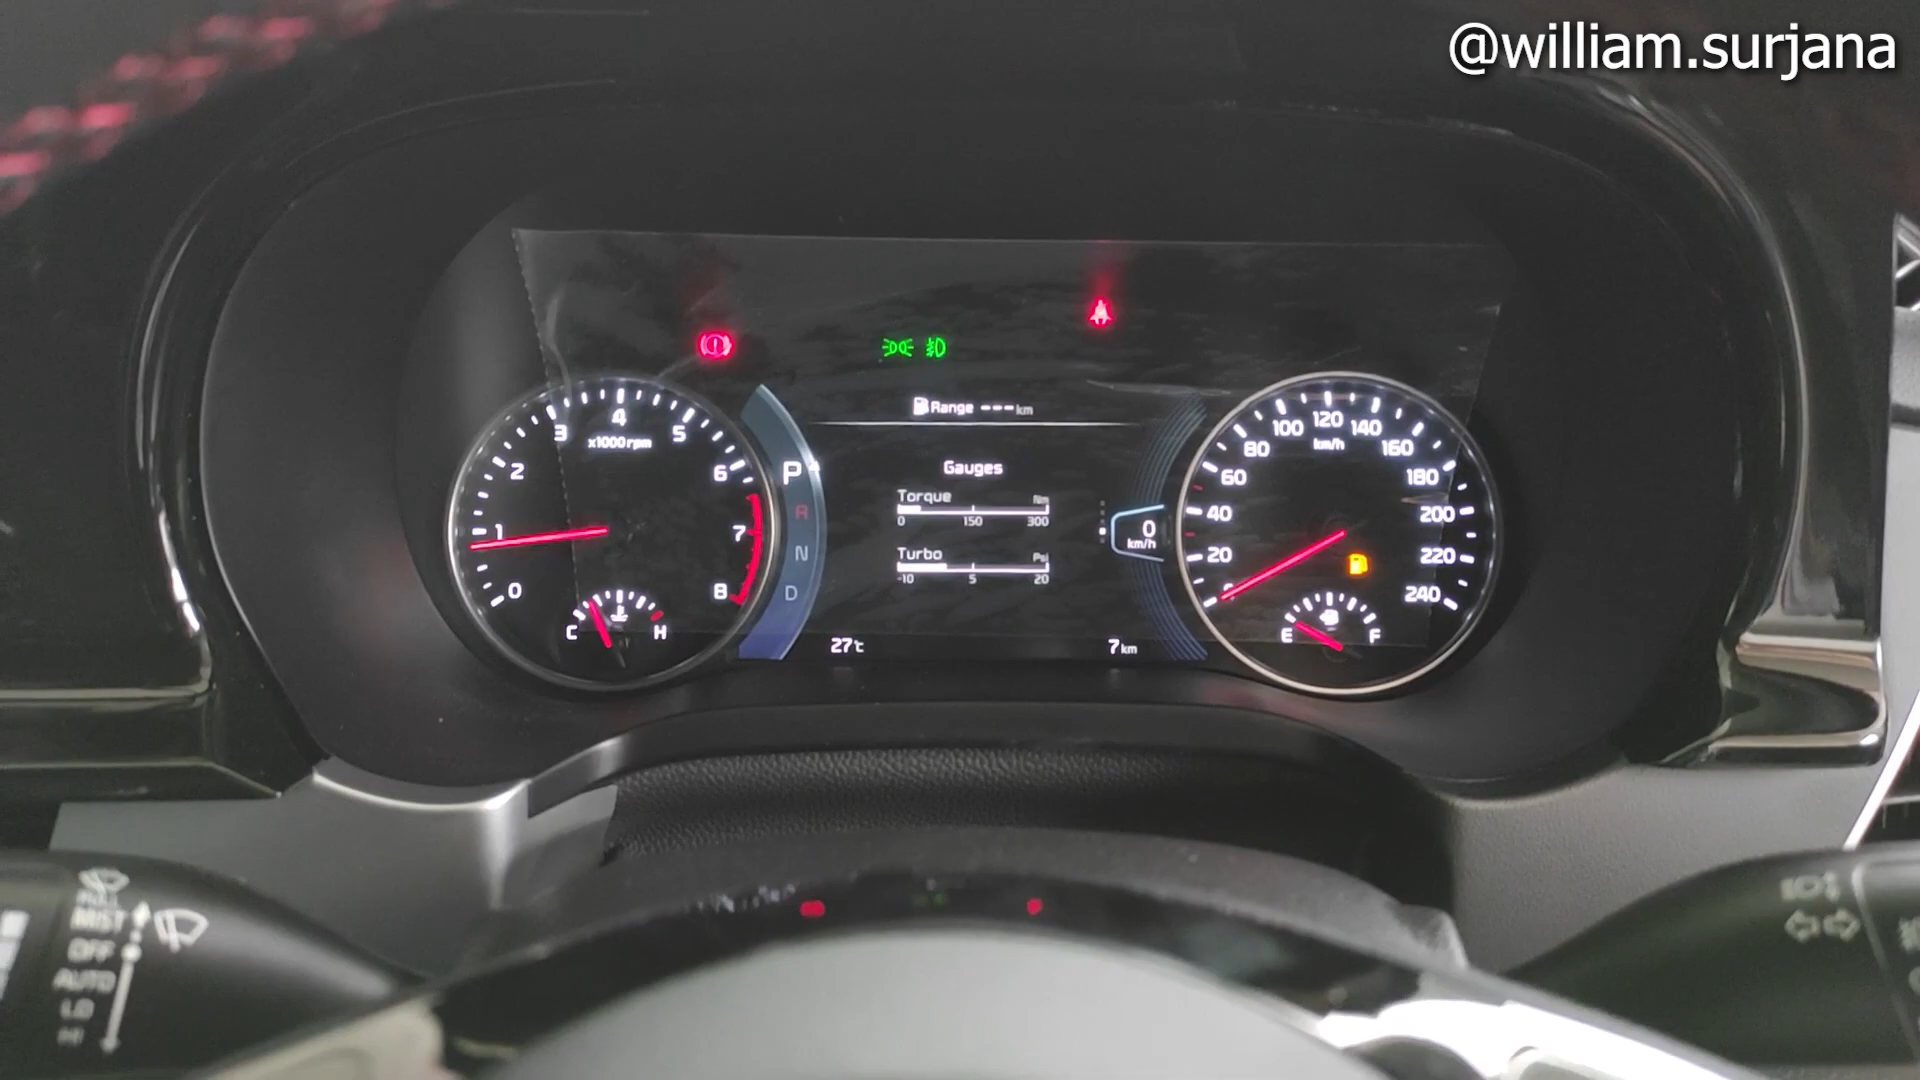 @william.surjana
Range --- km
Gauges
Torque Nm
0 150 300
Turbo Psi
-10 5 20
27°C
7 km
0 1 2 3 4 5 6 7 8
x1000rpm
C H
P
R
N
D
0
km/h
20 40 60 80 100 120 140 160 180 200 220 240
km/h
E F
MIST
OFF
AUTO
LO
HI